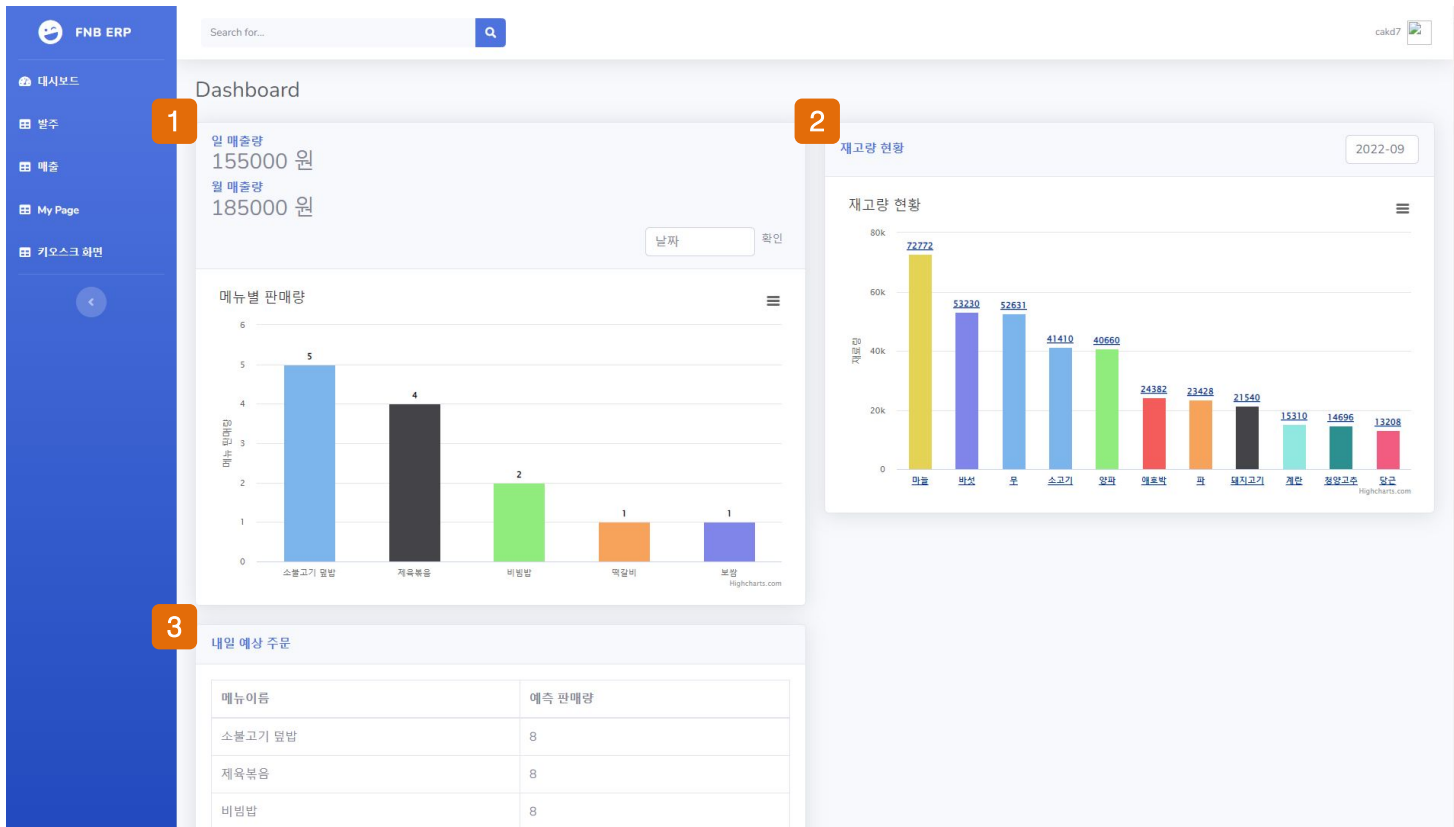 FNB ERP
Search for...
cakd7
대시보드
발주
매출
My Page
키오스크 화면
Dashboard
1
일 매출량
155000 원
월 매출량
185000 원
날짜
확인
메뉴별 판매량
6
5
4
3
2
1
0
메뉴 판매량
5
4
2
1
1
소불고기 덮밥
제육볶음
비빔밥
떡갈비
보쌈
Highcharts.com
2
재고량 현황
2022-09
재고량 현황
80k
60k
40k
20k
0
재료량
72772
53230
52631
41410
40660
24382
23428
21540
15310
14696
13208
마늘
버섯
무
소고기
양파
애호박
파
돼지고기
계란
청양고추
당근
Highcharts.com
3
내일 예상 주문
메뉴이름 예측 판매량
소불고기 덮밥 8
제육볶음 8
비빔밥 8